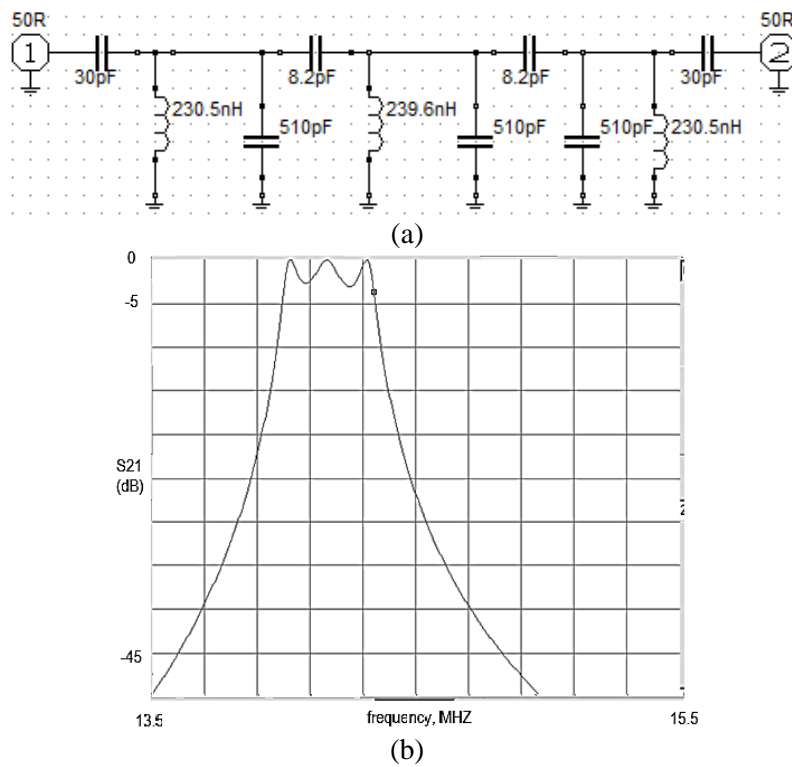 50R 50R
1 2
30pF 8.2pF 8.2pF 30pF
230.5nH 510pF 239.6nH 510pF 510pF 230.5nH
(a)
0
-5
S21
(dB)
-45
13.5 15.5
frequency, MHZ
(b)